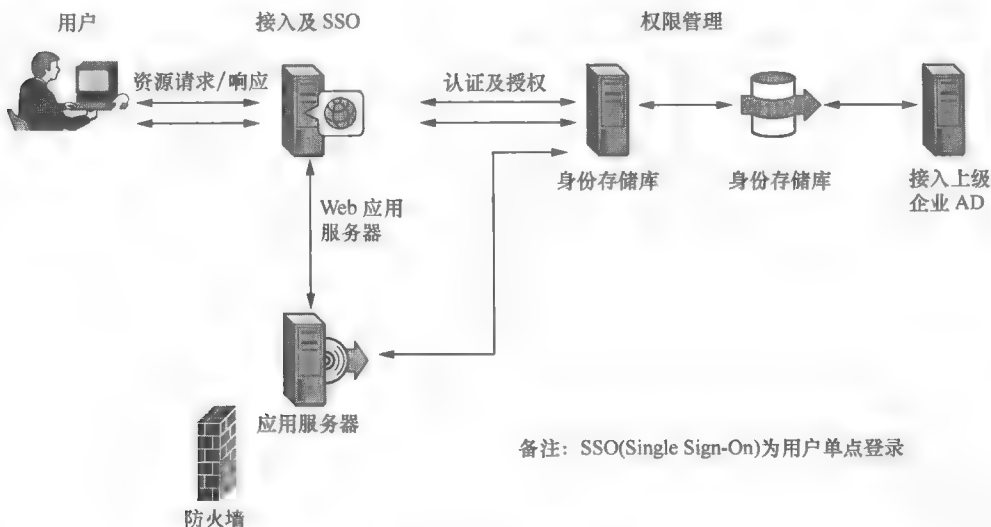 用户
接入及 SSO
权限管理
资源请求/响应
认证及授权
身份存储库
身份存储库
接入上级
企业 AD
Web 应用
服务器
应用服务器
备注：SSO(Single Sign-On)为用户单点登录
防火墙